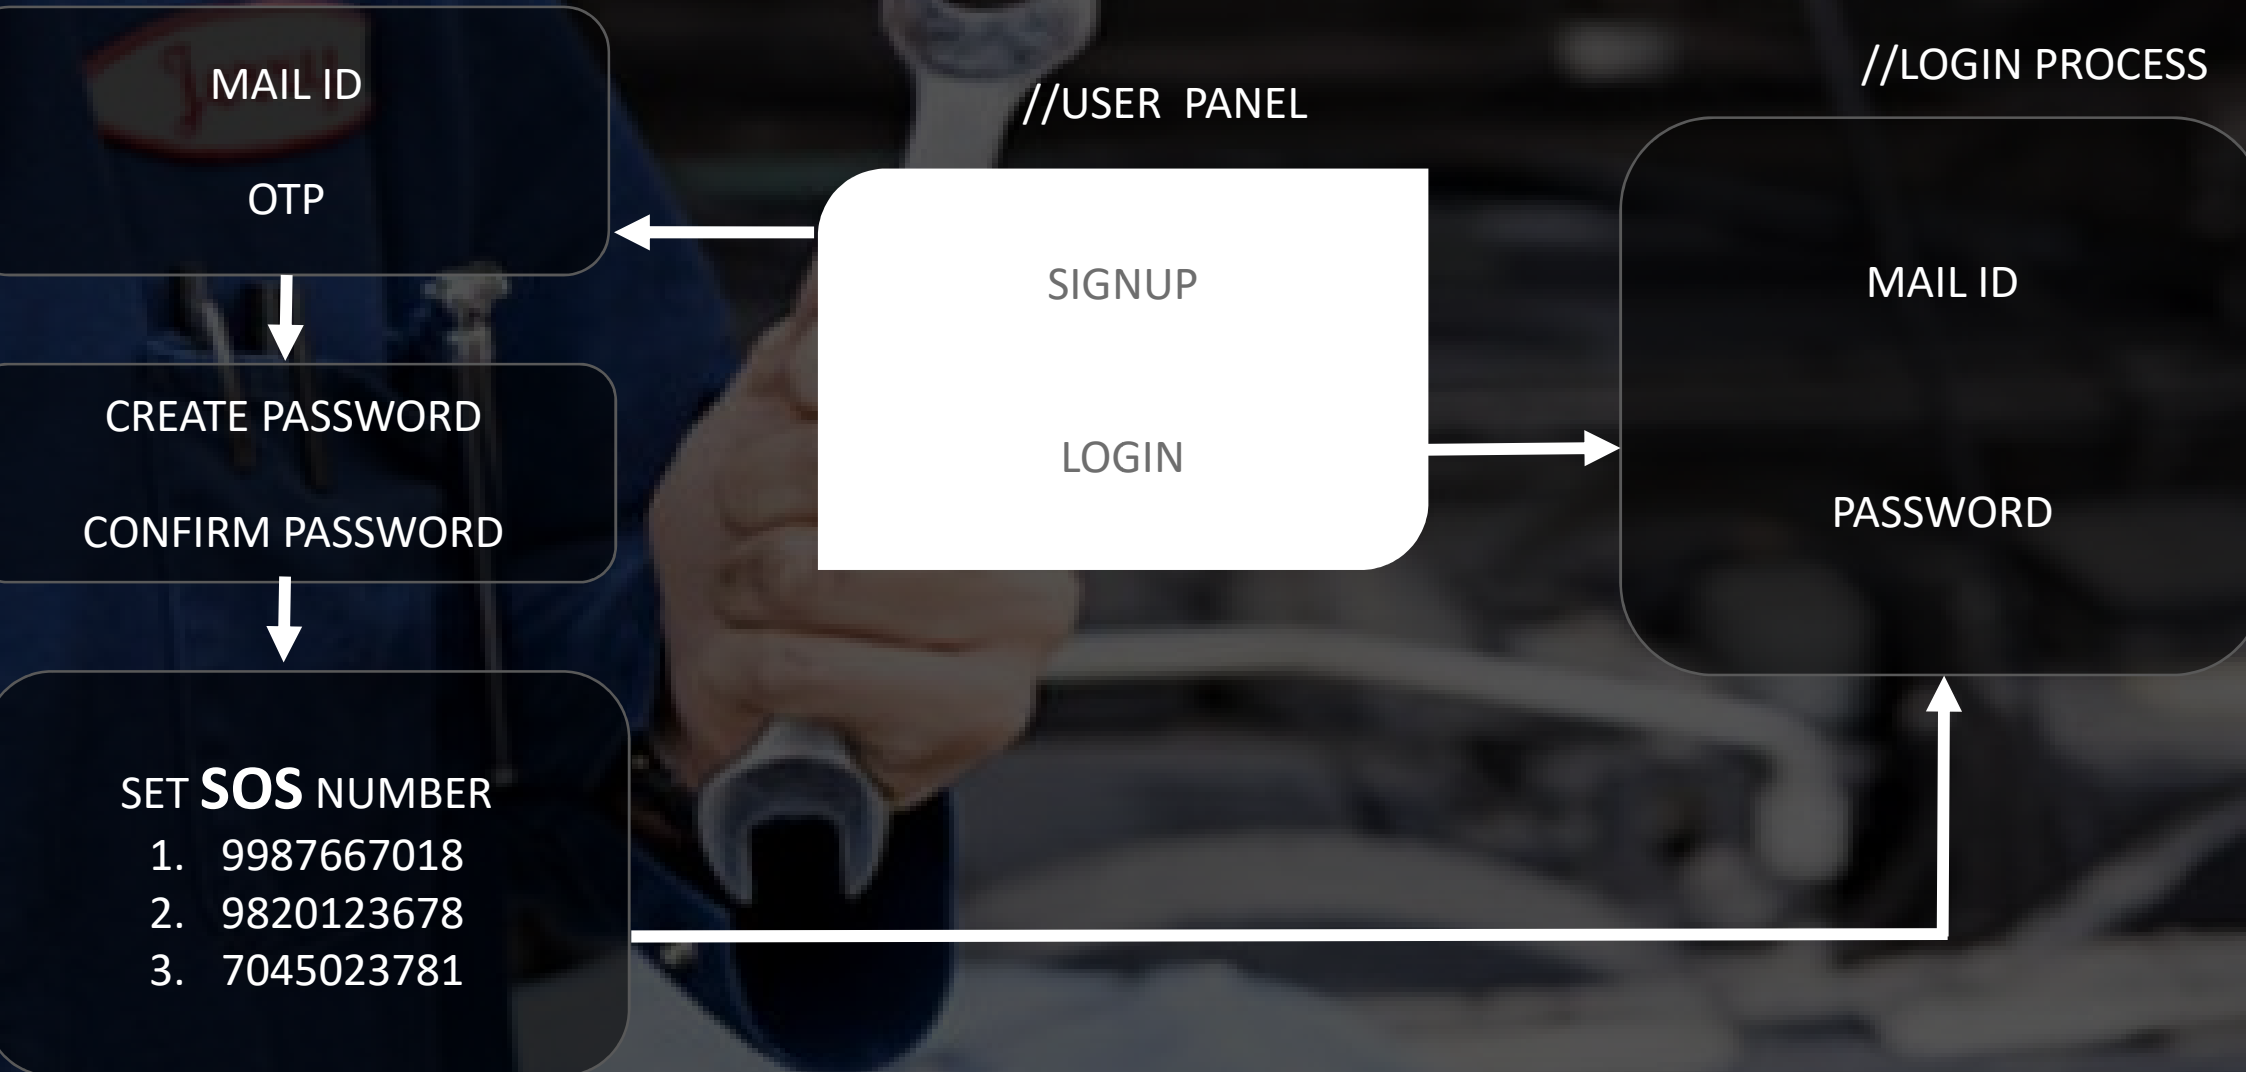 MAIL ID
OTP
CREATE PASSWORD
CONFIRM PASSWORD
SET SOS NUMBER
1. 9987667018
2. 9820123678
3. 7045023781
//USER PANEL
SIGNUP
LOGIN
//LOGIN PROCESS
MAIL ID
PASSWORD